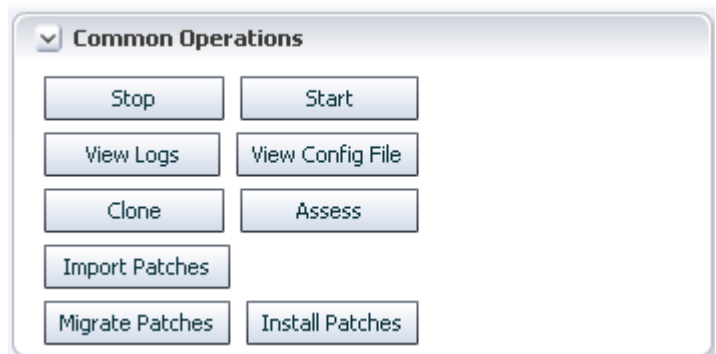 Common Operations
Stop Start
View Logs View Config File
Clone Assess
Import Patches
Migrate Patches Install Patches